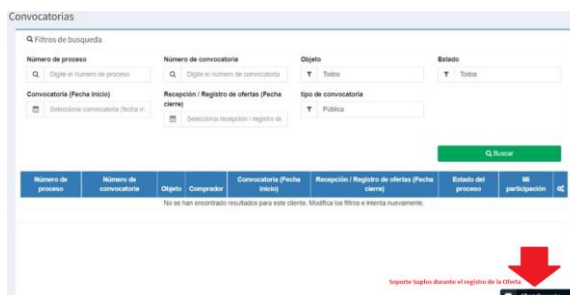 Convocatorias
Filtros de busqueda
Número de proceso
Número de convocatoria
Objeto
Estado
Digite el número de proceso
Digite el número de convocatoria
Todos
Todos
Convocatoria (Fecha inicio)
Recepción / Registro de ofertas (Fecha
cierre)
tipo de convocatoria
Selecciona convocatoria (fecha in
Selecciona recepción / registro de
Pública
Buscar
Número de
proceso
Número de
convocatoria
Objeto
Comprador
Convocatoria (Fecha
inicio)
Recepción / Registro de ofertas (Fecha
cierre)
Estado del
proceso
Mi
participación
No se han encontrado resultados para este cliente. Modifica los filtros e intenta nuevamente.
Soporte Suplos durante el registro de la Oferta